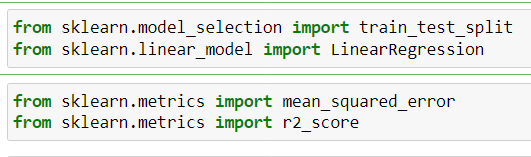 from sklearn.model_selection import train_test_split
from sklearn.linear_model import LinearRegression
from sklearn.metrics import mean_squared_error
from sklearn.metrics import r2_score